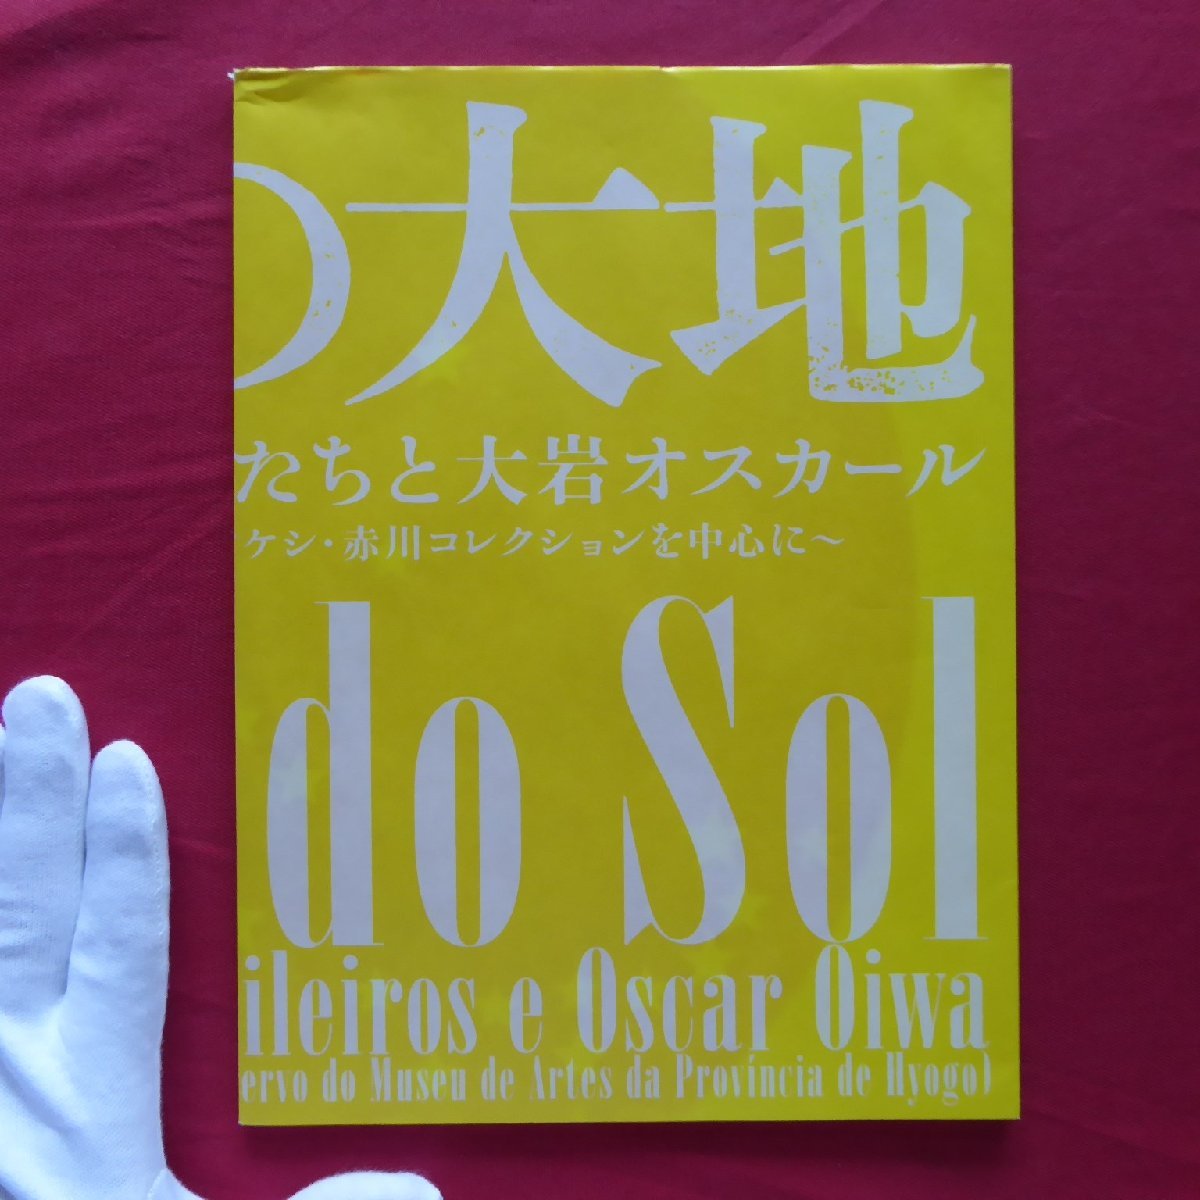 の大地
たちと大岩オスカール
ケシ・赤川コレクションを中心に～
do Sol
ileiros e Oscar Oiwa
ervo do Museu de Artes da Província de Hyogo)